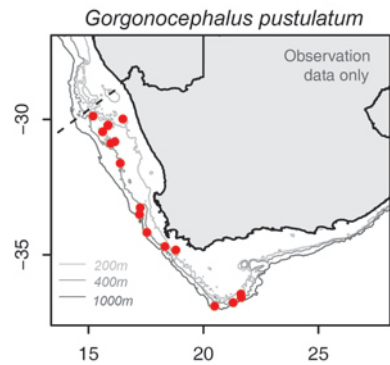 Gorgonocephalus pustulatum
Observation
data only
−30
−35
200m
400m
1000m
15
20
25